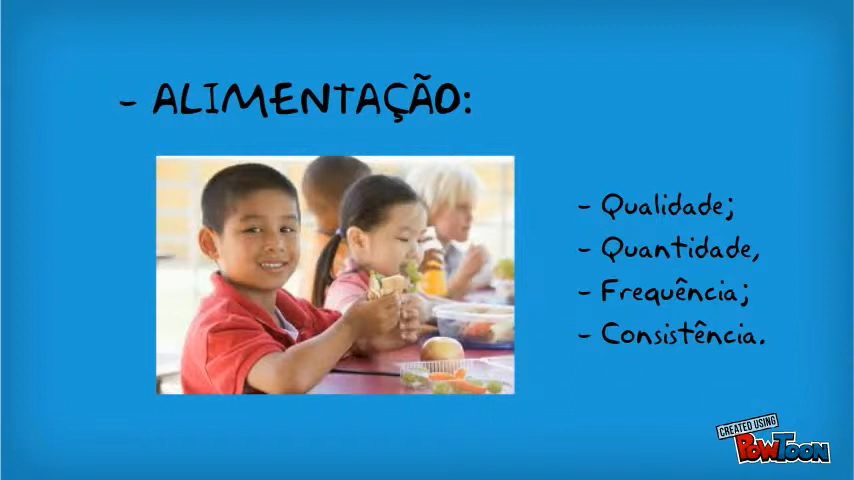 - ALIMENTAÇÃO:
- Qualidade;
- Quantidade,
- Frequência;
- Consistência.
CREATED USING
POWTOON